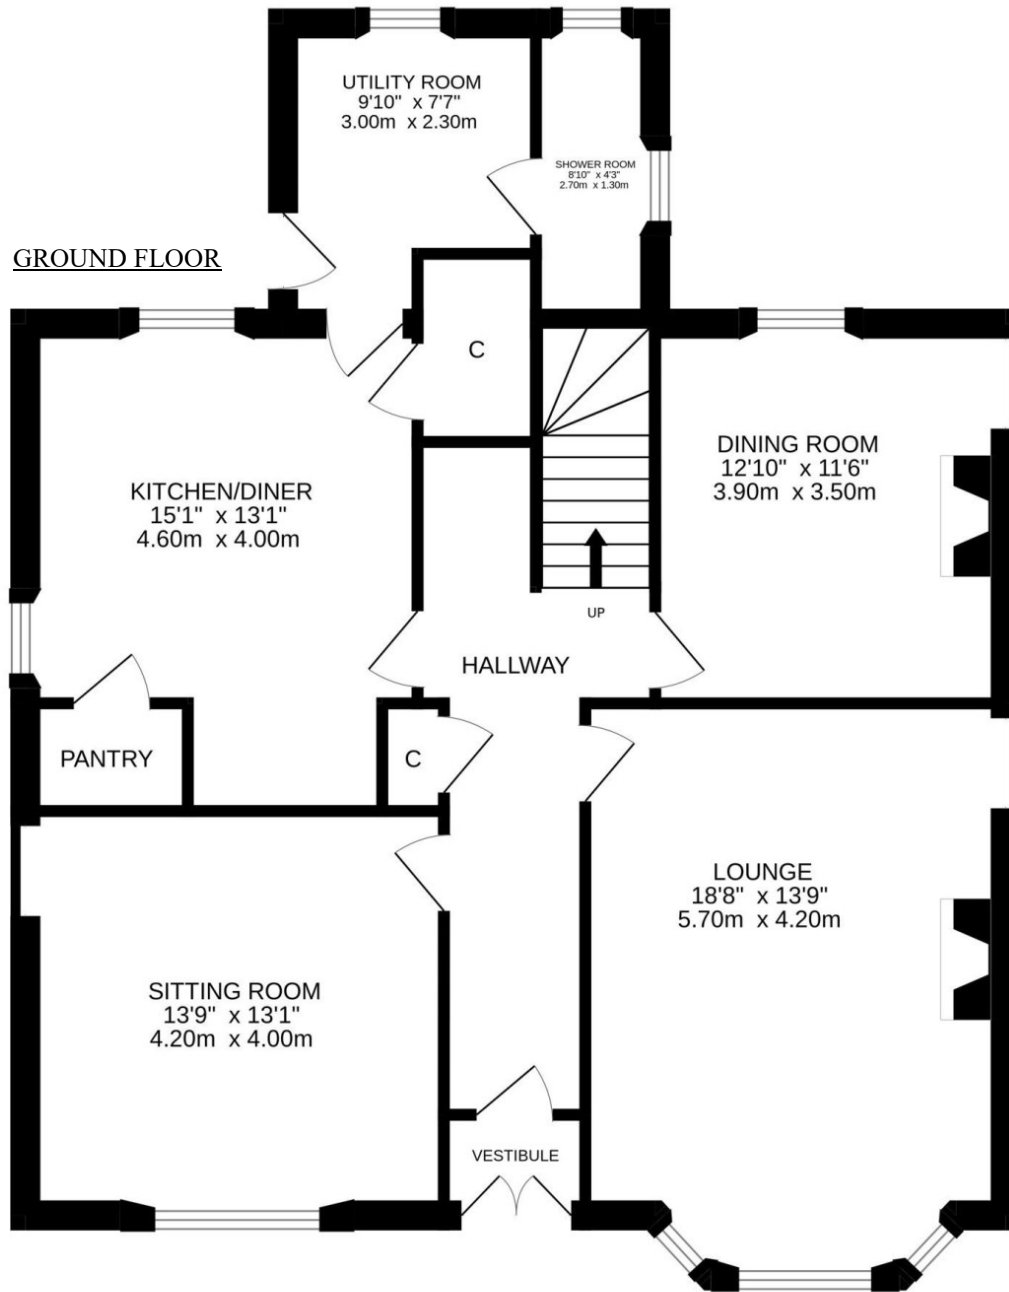 UTILITY ROOM
9'10" x 7'7"
3.00m x 2.30m
SHOWER ROOM
8'10" x 4'3"
2.70m x 1.30m
GROUND FLOOR
C
DINING ROOM
12'10" x 11'6"
3.90m x 3.50m
KITCHEN/DINER
15'1" x 13'1"
4.60m x 4.00m
UP
HALLWAY
PANTRY
C
LOUNGE
18'8" x 13'9"
5.70m x 4.20m
SITTING ROOM
13'9" x 13'1"
4.20m x 4.00m
VESTIBULE